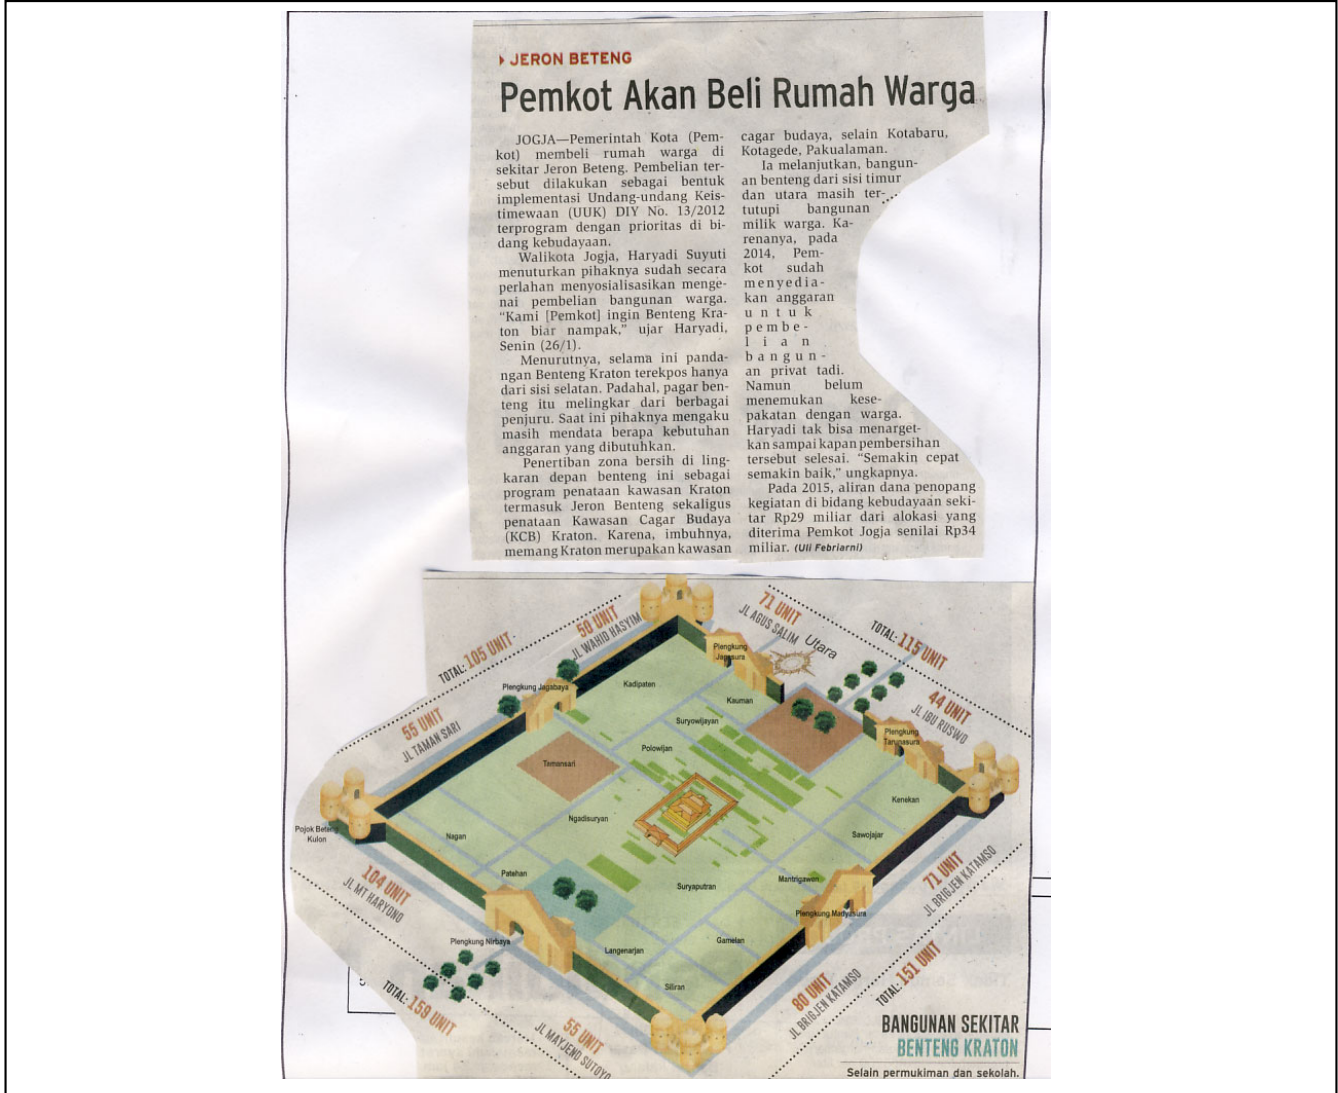 JERON BETENG
Pemkot Akan Beli Rumah Warga
JOGJA—Pemerintah Kota (Pem-
kot) membeli rumah warga di
sekitar Jeron Beteng. Pembelian ter-
sebut dilakukan sebagai bentuk
implementasi Undang-undang Keis-
timewaan (UUK) DIY No. 13/2012
terprogram dengan prioritas di bi-
dang kebudayaan.
Walikota Jogja, Haryadi Suyuti
menuturkan pihaknya sudah secara
perlahan menyosialisasikan menge-
nai pembelian bangunan warga.
“Kami [Pemkot] ingin Benteng Kra-
ton biar nampak,” ujar Haryadi,
Senin (26/1).
Menurutnya, selama ini panda-
ngan Benteng Kraton terekpos hanya
dari sisi selatan. Padahal, pagar ben-
teng itu melingkar dari berbagai
penjuru. Saat ini pihaknya mengaku
masih mendata berapa kebutuhan
anggaran yang dibutuhkan.
Penertiban zona bersih di ling-
karan depan benteng ini sebagai
program penataan kawasan Kraton
termasuk Jeron Benteng sekaligus
penataan Kawasan Cagar Budaya
(KCB) Kraton. Karena, imbuhnya,
memang Kraton merupakan kawasan
cagar budaya, selain Kotabaru,
Kotagede, Pakualaman.
Ia melanjutkan, bangun-
an benteng dari sisi timur
dan utara masih ter-
tutupi bangunan
milik warga. Ka-
renanya, pada
2014, Pem-
kot sudah
menyedia-
kan anggaran
untuk
pembe-
lian
bangun-
an privat tadi.
Namun belum
menemukan kese-
pakatan dengan warga.
Haryadi tak bisa menarget-
kan sampai kapan pembersihan
tersebut selesai. “Semakin cepat
semakin baik,” ungkapnya.
Pada 2015, aliran dana penopang
kegiatan di bidang kebudayaan seki-
tar Rp29 miliar dari alokasi yang
diterima Pemkot Jogja senilai Rp34
miliar. (Uli Febriarni)
71 UNIT
JL AGUS SALIM
Utara
TOTAL: 115 UNIT
44 UNIT
JL IBU RUSWO
50 UNIT
JL WAHID HASYIM
TOTAL: 105 UNIT
55 UNIT
JL TAMAN SARI
Plengkung Jagabaya
Plengkung
Jagasura
Plengkung
Tarunasura
Kadipaten
Kauman
Suryowijayan
Polowijan
Tamansari
Ngadisuryan
Kenekan
Sawojajar
Pojok Beteng
Kulon
Nagan
Patehan
Suryaputran
Mantrigawen
Plengkung Madyasura
Gamelan
Langenarjan
Siliran
Plengkung Nirbaya
104 UNIT
JL MT HARYONO
TOTAL: 159 UNIT
55 UNIT
JL MAYJEND SUTOYO
71 UNIT
JL BRIGJEN KATAMSO
80 UNIT
JL BRIGJEN KATAMSO
TOTAL: 151 UNIT
BANGUNAN SEKITAR
BENTENG KRATON
Selain permukiman dan sekolah.